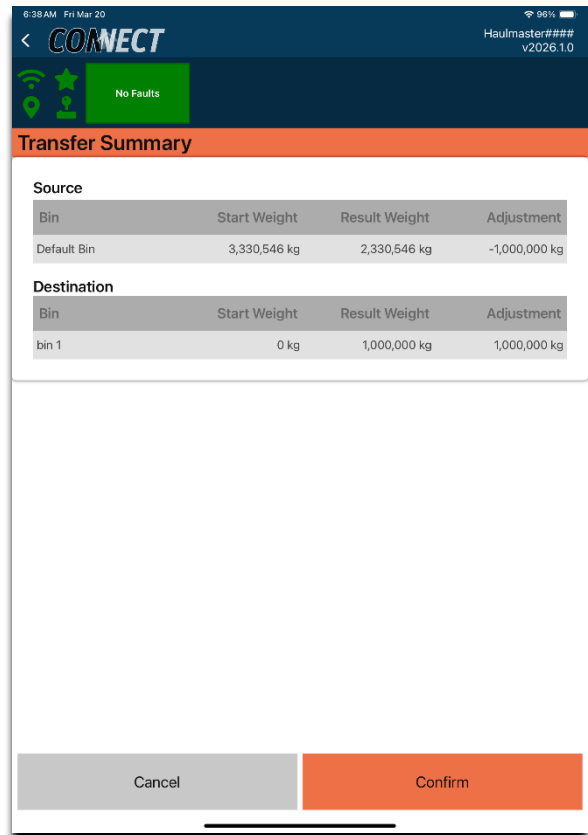 6:38 AM Fri Mar 20 96%
CONNECT Haulmaster####
v2026.1.0
No Faults
Transfer Summary
Source
Bin Start Weight Result Weight Adjustment
Default Bin 3,330,546 kg 2,330,546 kg -1,000,000 kg
Destination
Bin Start Weight Result Weight Adjustment
bin 1 0 kg 1,000,000 kg 1,000,000 kg
Cancel Confirm